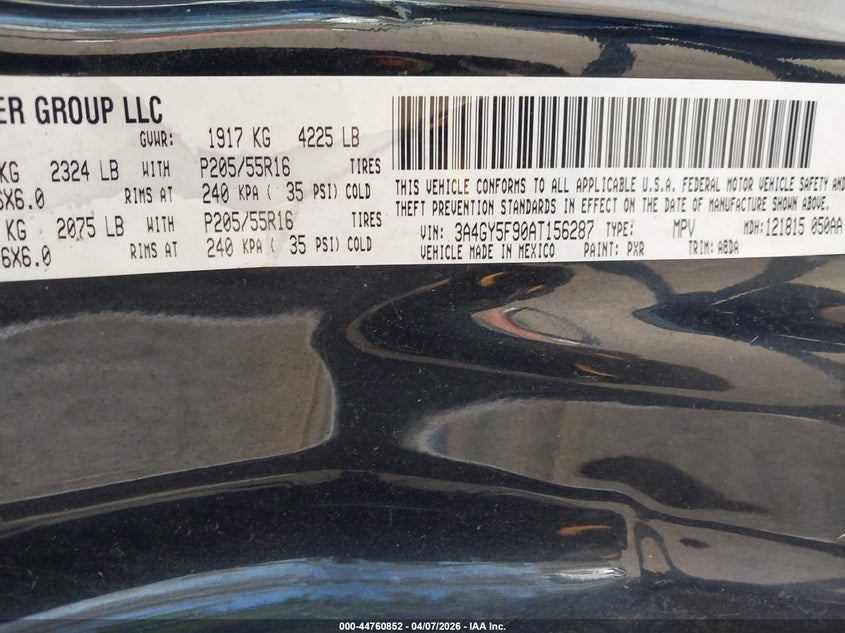 ER GROUP LLC
GVWR: 1917 KG 4225 LB
KG 2324 LB WITH P205/55R16 TIRES
6X6.0 RIMS AT 240 KPA ( 35 PSI) COLD
KG 2075 LB WITH P205/55R16 TIRES
6X6.0 RIMS AT 240 KPA ( 35 PSI) COLD
THIS VEHICLE CONFORMS TO ALL APPLICABLE U.S.A. FEDERAL MOTOR VEHICLE SAFETY AND
THEFT PREVENTION STANDARDS IN EFFECT ON THE DATE OF MANUFACTURE SHOWN ABOVE.
VIN: 3A4GY5F90AT156287 TYPE: MPV MDH:121815 050AA
VEHICLE MADE IN MEXICO PAINT: PXR TRIM: ABDA
000-44760852 - 04/07/2026 - IAA Inc.